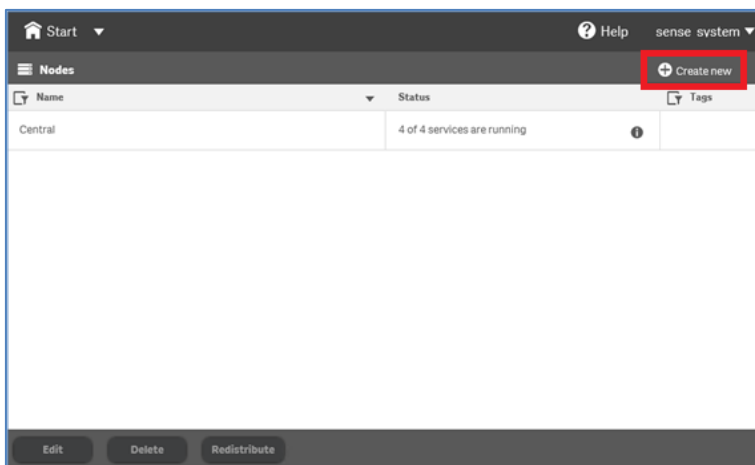 Start Help sense system
Nodes Create new
Name Status Tags
Central 4 of 4 services are running
Edit Delete Redistribute